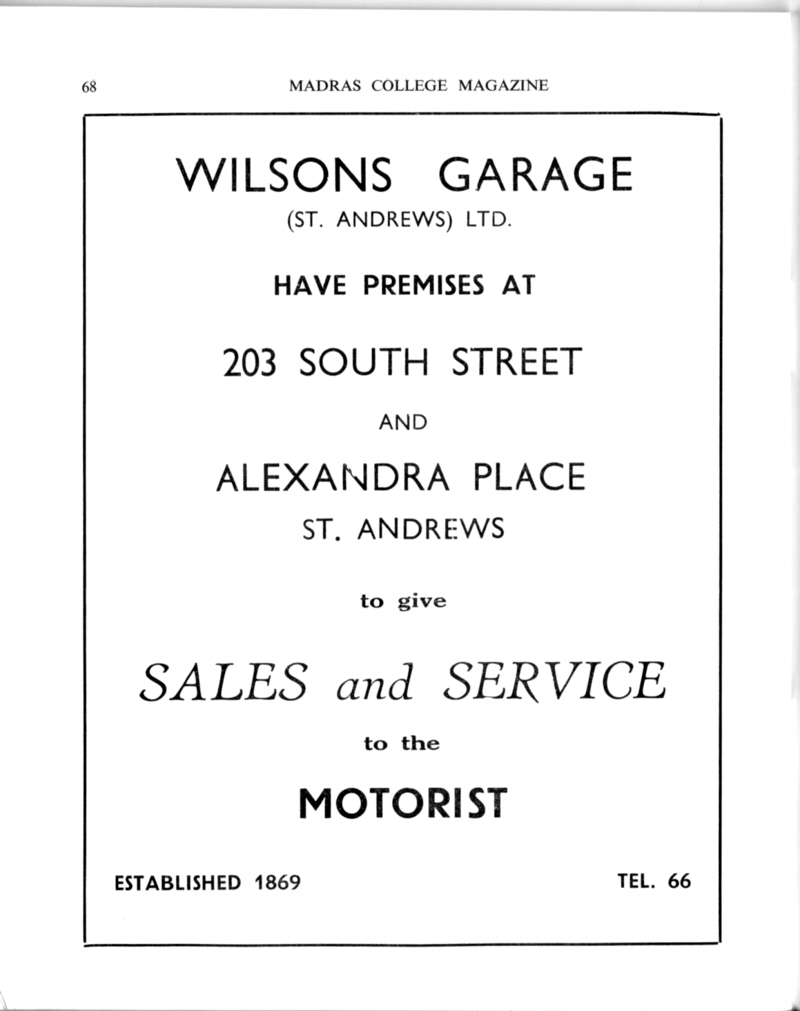 68
MADRAS COLLEGE MAGAZINE
WILSONS GARAGE
(ST. ANDREWS) LTD.
HAVE PREMISES AT
203 SOUTH STREET
AND
ALEXANDRA PLACE
ST. ANDREWS
to give
SALES and SERVICE
to the
MOTORIST
ESTABLISHED 1869
TEL. 66